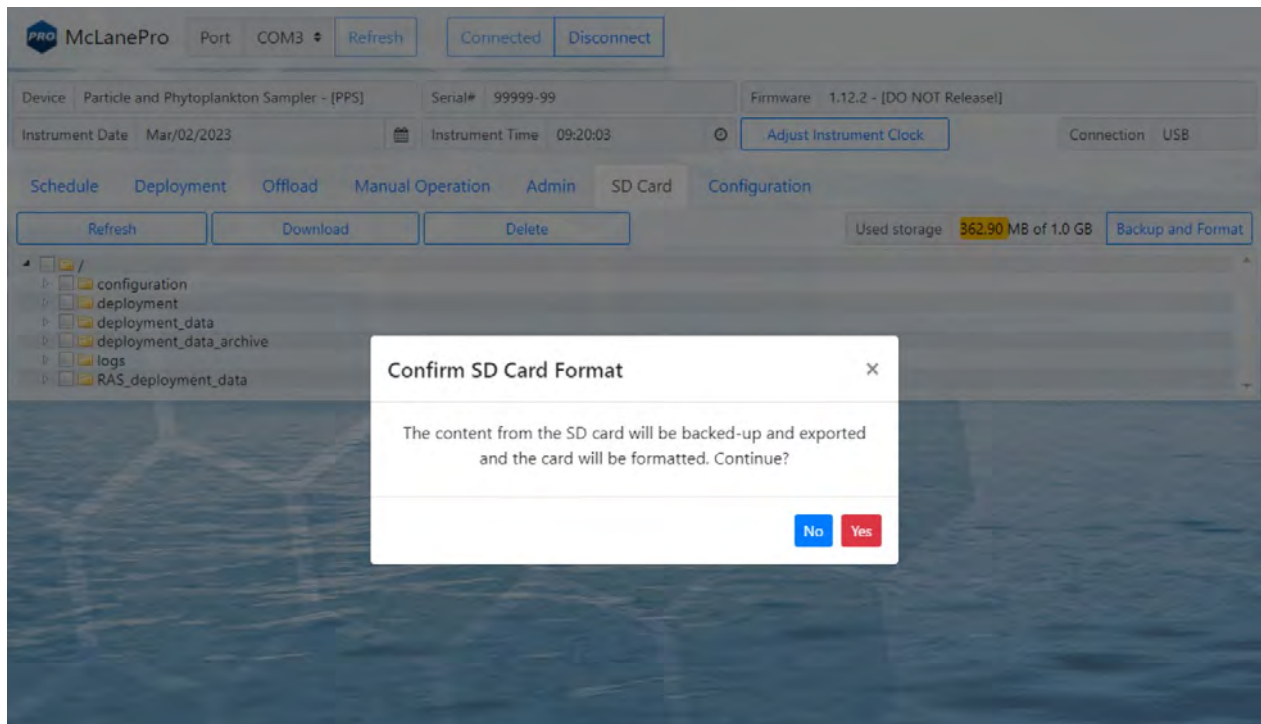 PRO McLanePro Port COM3 Refresh Connected Disconnect
Device Particle and Phytoplankton Sampler - [PPS] Serial# 99999-99 Firmware 1.12.2 - [DO NOT Release!]
Instrument Date Mar/02/2023 Instrument Time 09:20:03 Adjust Instrument Clock Connection USB
Schedule Deployment Offload Manual Operation Admin SD Card Configuration
Refresh Download Delete Used storage 362.90 MB of 1.0 GB Backup and Format
/
configuration
deployment
deployment_data
deployment_data_archive
logs
RAS_deployment_data
Confirm SD Card Format ×
The content from the SD card will be backed-up and exported
and the card will be formatted. Continue?
No Yes